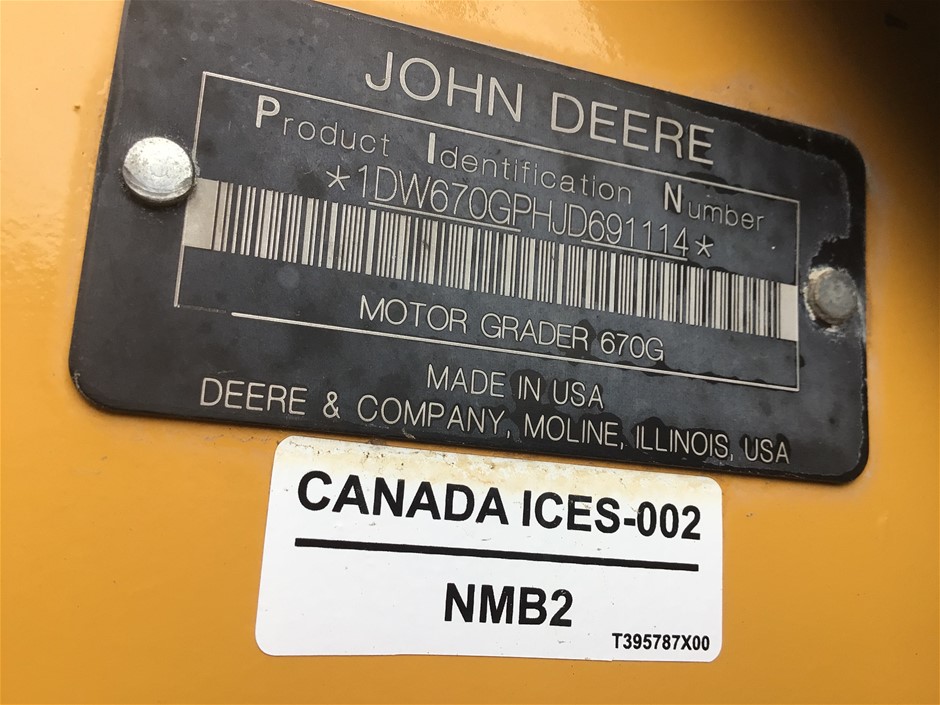 JOHN DEERE
Product Identification Number
*1DW670GPHJD691114*
MOTOR GRADER 670G
MADE IN USA
DEERE & COMPANY, MOLINE, ILLINOIS, USA
CANADA ICES-002
NMB2
T395787X00